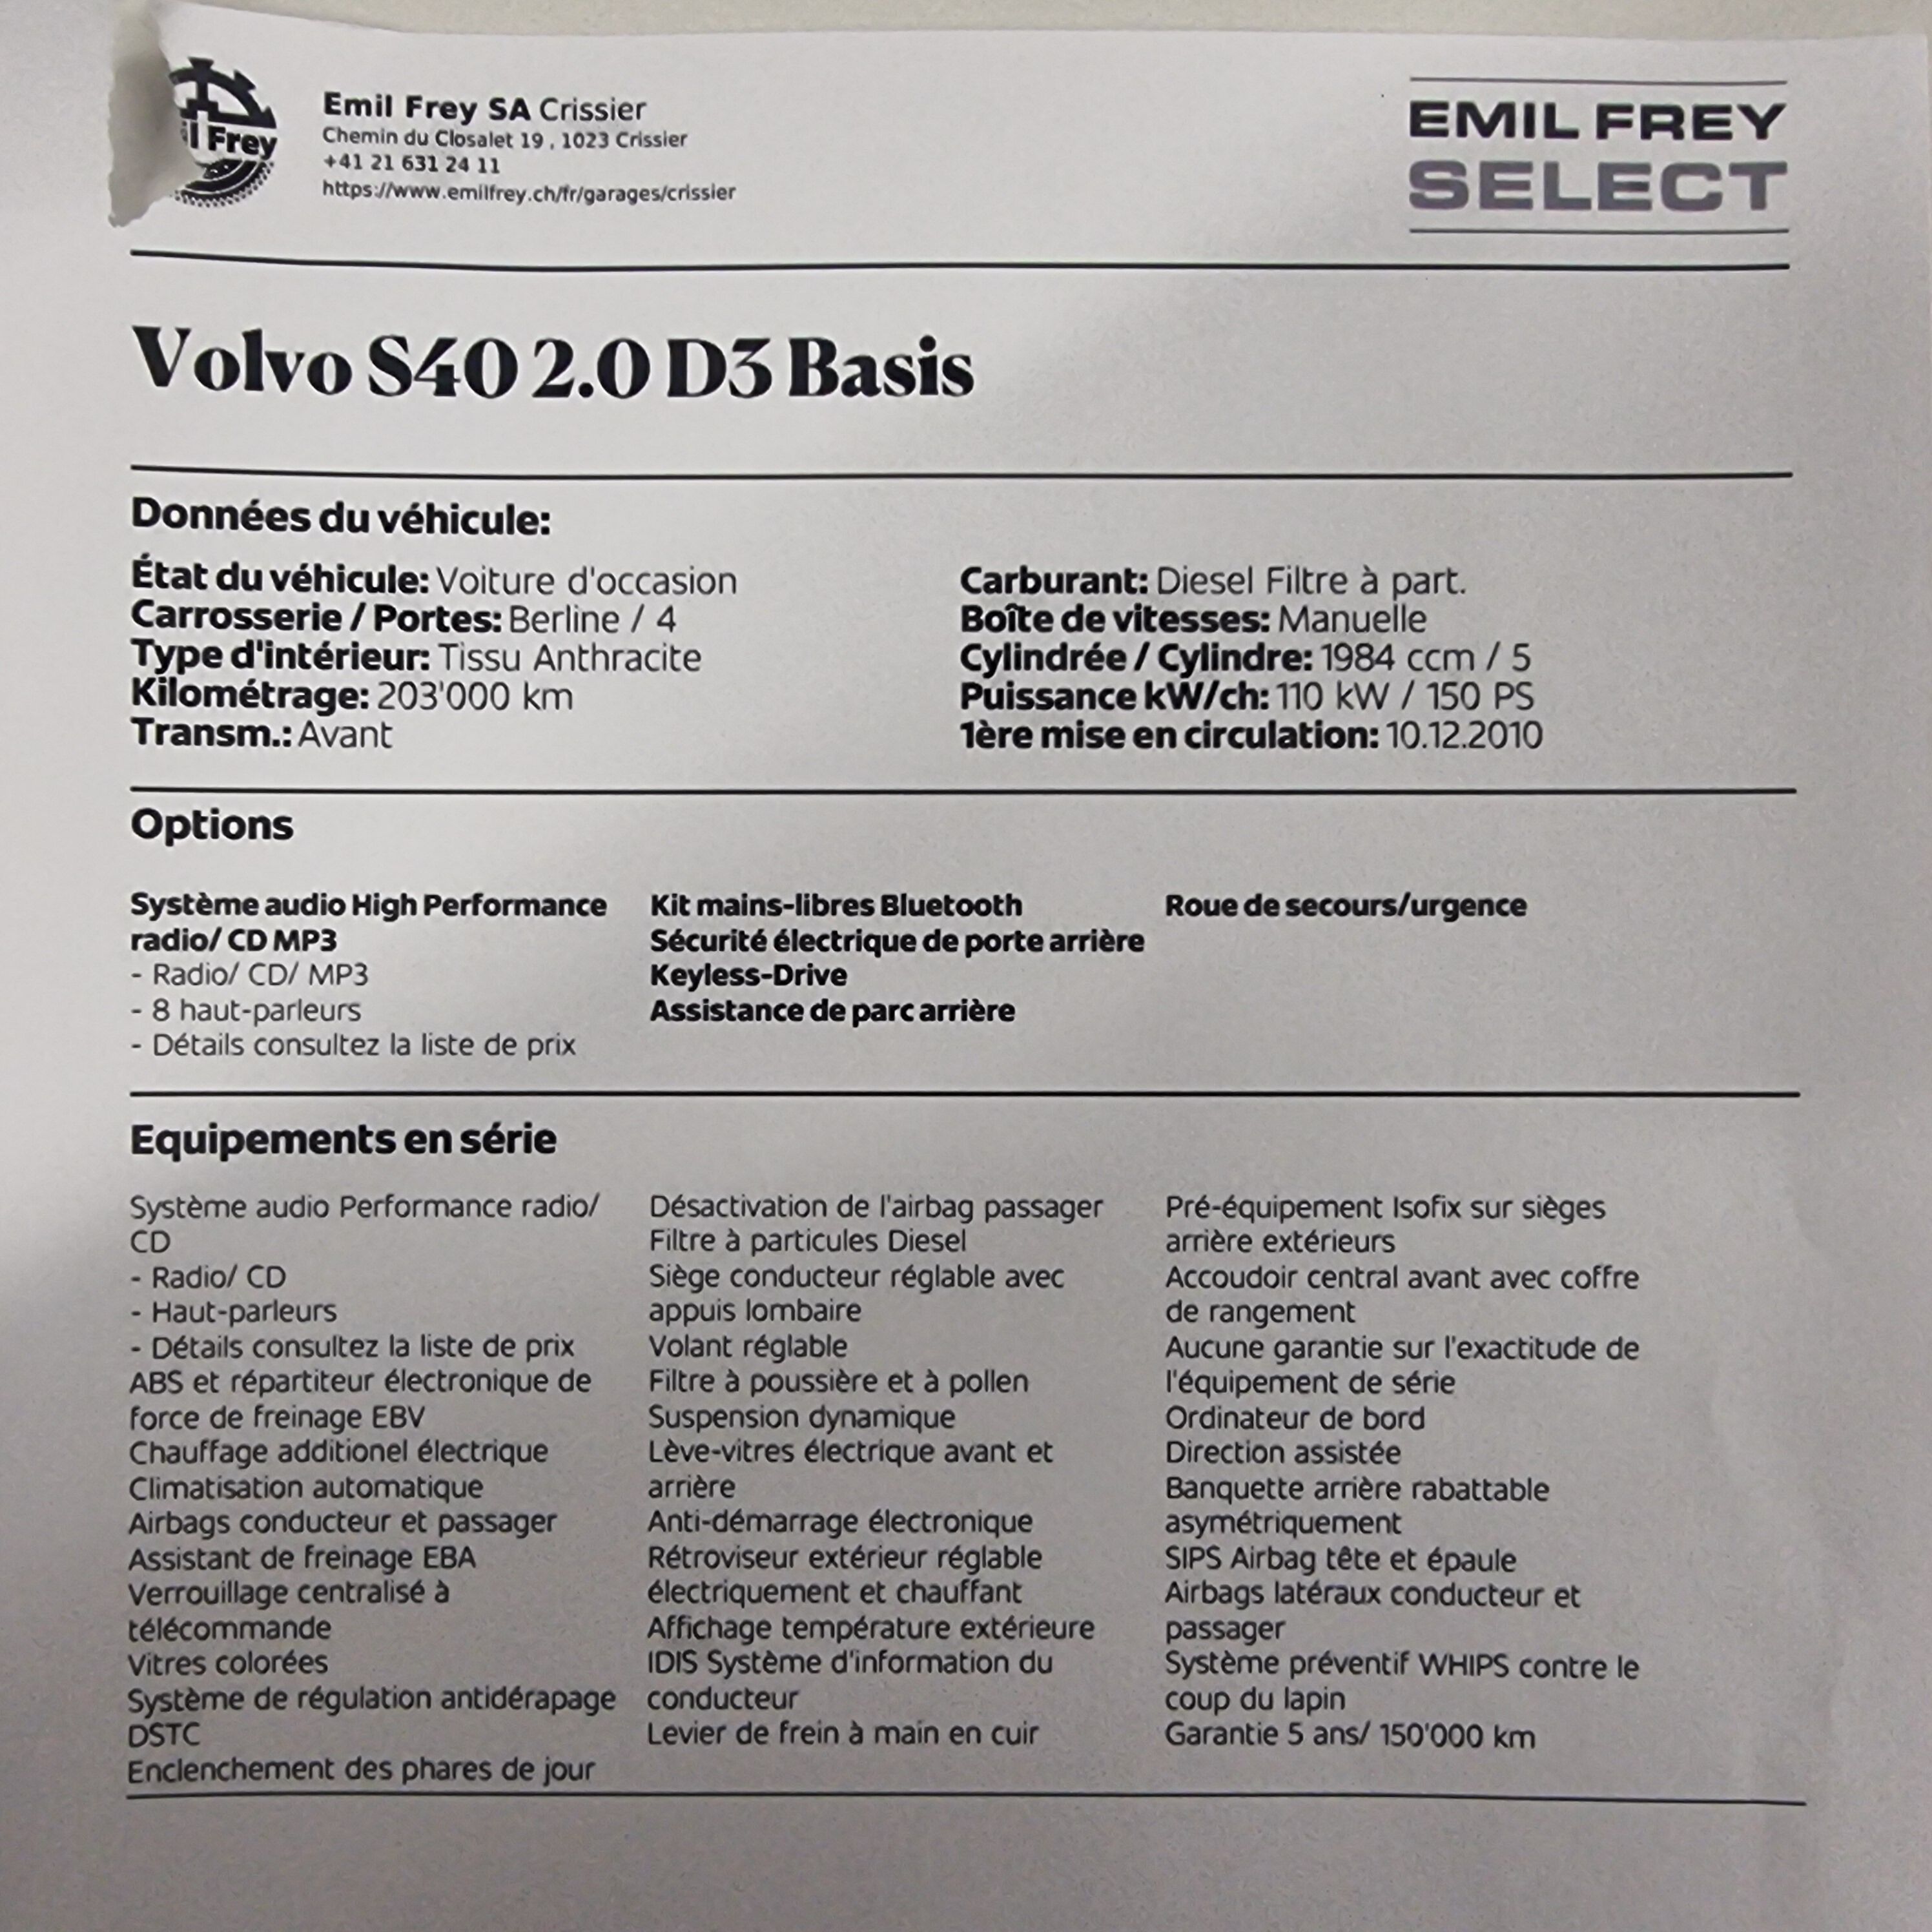 l Frey
Emil Frey SA Crissier
Chemin du Closalet 19 , 1023 Crissier
+41 21 631 24 11
https://www.emilfrey.ch/fr/garages/crissier
EMIL FREY
SELECT
Volvo S40 2.0 D3 Basis
Données du véhicule:
État du véhicule: Voiture d'occasion
Carrosserie / Portes: Berline / 4
Type d'intérieur: Tissu Anthracite
Kilométrage: 203'000 km
Transm.: Avant
Carburant: Diesel Filtre à part.
Boîte de vitesses: Manuelle
Cylindrée / Cylindre: 1984 ccm / 5
Puissance kW/ch: 110 kW / 150 PS
1ère mise en circulation: 10.12.2010
Options
Système audio High Performance
radio/ CD MP3
- Radio/ CD/ MP3
- 8 haut-parleurs
- Détails consultez la liste de prix
Kit mains-libres Bluetooth
Sécurité électrique de porte arrière
Keyless-Drive
Assistance de parc arrière
Roue de secours/urgence
Equipements en série
Système audio Performance radio/
CD
- Radio/ CD
- Haut-parleurs
- Détails consultez la liste de prix
ABS et répartiteur électronique de
force de freinage EBV
Chauffage additionel électrique
Climatisation automatique
Airbags conducteur et passager
Assistant de freinage EBA
Verrouillage centralisé à
télécommande
Vitres colorées
Système de régulation antidérapage
DSTC
Enclenchement des phares de jour
Désactivation de l'airbag passager
Filtre à particules Diesel
Siège conducteur réglable avec
appuis lombaire
Volant réglable
Filtre à poussière et à pollen
Suspension dynamique
Lève-vitres électrique avant et
arrière
Anti-démarrage électronique
Rétroviseur extérieur réglable
électriquement et chauffant
Affichage température extérieure
IDIS Système d'information du
conducteur
Levier de frein à main en cuir
Pré-équipement Isofix sur sièges
arrière extérieurs
Accoudoir central avant avec coffre
de rangement
Aucune garantie sur l'exactitude de
l'équipement de série
Ordinateur de bord
Direction assistée
Banquette arrière rabattable
asymétriquement
SIPS Airbag tête et épaule
Airbags latéraux conducteur et
passager
Système préventif WHIPS contre le
coup du lapin
Garantie 5 ans/ 150'000 km